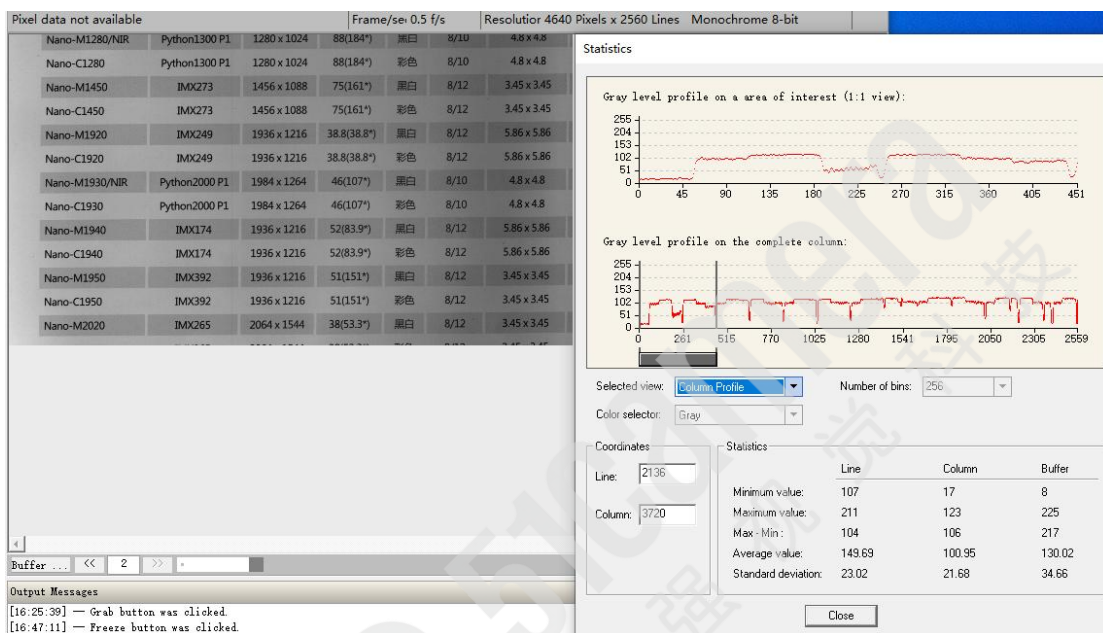 Pixel data not available Frame/sec 0.5 f/s Resolutior 4640 Pixels x 2560 Lines Monochrome 8-bit
Nano-M1280/NIR Python1300 P1 1280 x 1024 88(184*) 黑白 8/10 4.8 x 4.8
Nano-C1280 Python1300 P1 1280 x 1024 88(184*) 彩色 8/10 4.8 x 4.8
Nano-M1450 IMX273 1456 x 1088 75(161*) 黑白 8/12 3.45 x 3.45
Nano-C1450 IMX273 1456 x 1088 75(161*) 彩色 8/12 3.45 x 3.45
Nano-M1920 IMX249 1936 x 1216 38.8(38.8*) 黑白 8/12 5.86 x 5.86
Nano-C1920 IMX249 1936 x 1216 38.8(38.8*) 彩色 8/12 5.86 x 5.86
Nano-M1930/NIR Python2000 P1 1984 x 1264 46(107*) 黑白 8/10 4.8 x 4.8
Nano-C1930 Python2000 P1 1984 x 1264 46(107*) 彩色 8/10 4.8 x 4.8
Nano-M1940 IMX174 1936 x 1216 52(83.9*) 黑白 8/12 5.86 x 5.86
Nano-C1940 IMX174 1936 x 1216 52(83.9*) 彩色 8/12 5.86 x 5.86
Nano-M1950 IMX392 1936 x 1216 51(151*) 黑白 8/12 3.45 x 3.45
Nano-C1950 IMX392 1936 x 1216 51(151*) 彩色 8/12 3.45 x 3.45
Nano-M2020 IMX265 2064 x 1544 38(53.3*) 黑白 8/12 3.45 x 3.45
Buffer ... << 2 >>
Output Messages
[16:25:39] — Grab button was clicked.
[16:47:11] — Freeze button was clicked.
Statistics
Gray level profile on a area of interest (1:1 view):
255
204
153
102
51
0
0 45 90 135 180 225 270 315 360 405 451
Gray level profile on the complete column:
255
204
153
102
51
0
0 261 515 770 1025 1280 1541 1795 2050 2305 2559
Selected view: Column Profile Number of bins: 256
Color selector: Gray
Coordinates
Line: 2136
Column: 3720
Statistics
Line Column Buffer
Minimum value: 107 17 8
Maximum value: 211 123 225
Max - Min : 104 106 217
Average value: 149.69 100.95 130.02
Standard deviation: 23.02 21.68 34.66
Close
51camera
强视觉科技